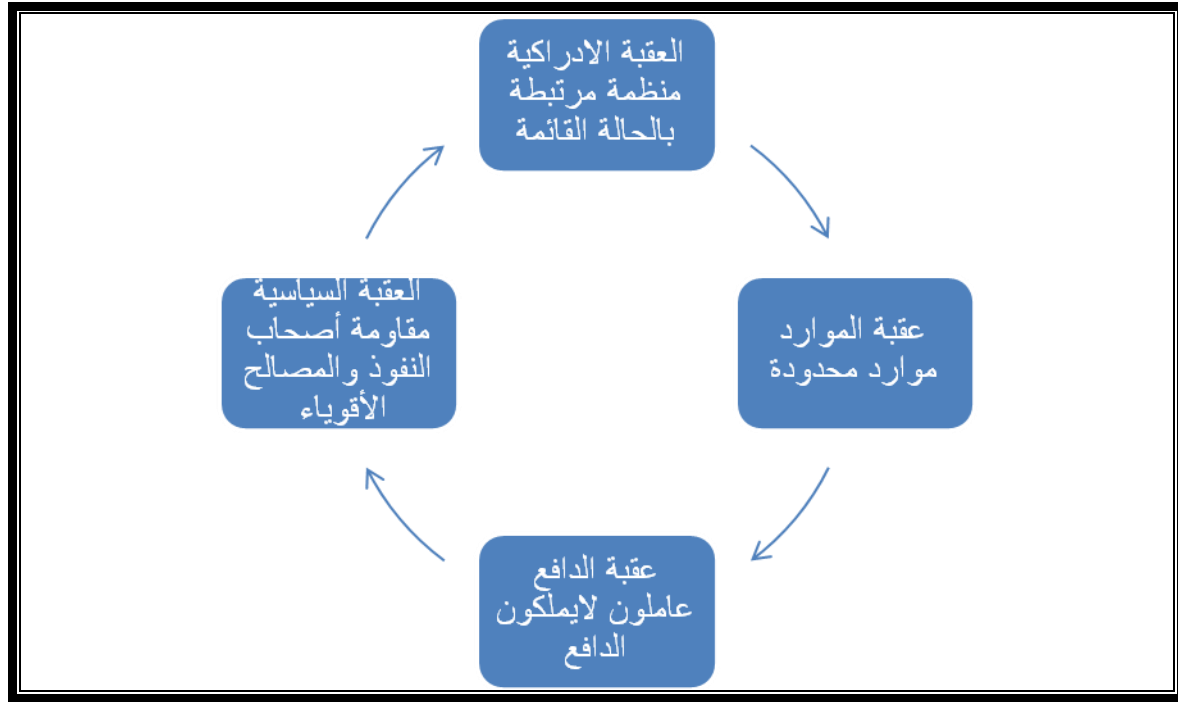 العقبة الادراكية
منظمة مرتبطة
بالحالة القائمة
عقبة الموارد
موارد محدودة
عقبة الدافع
عاملون لايملكون
الدافع
العقبة السياسية
مقاومة أصحاب
النفوذ والمصالح
الأقوياء